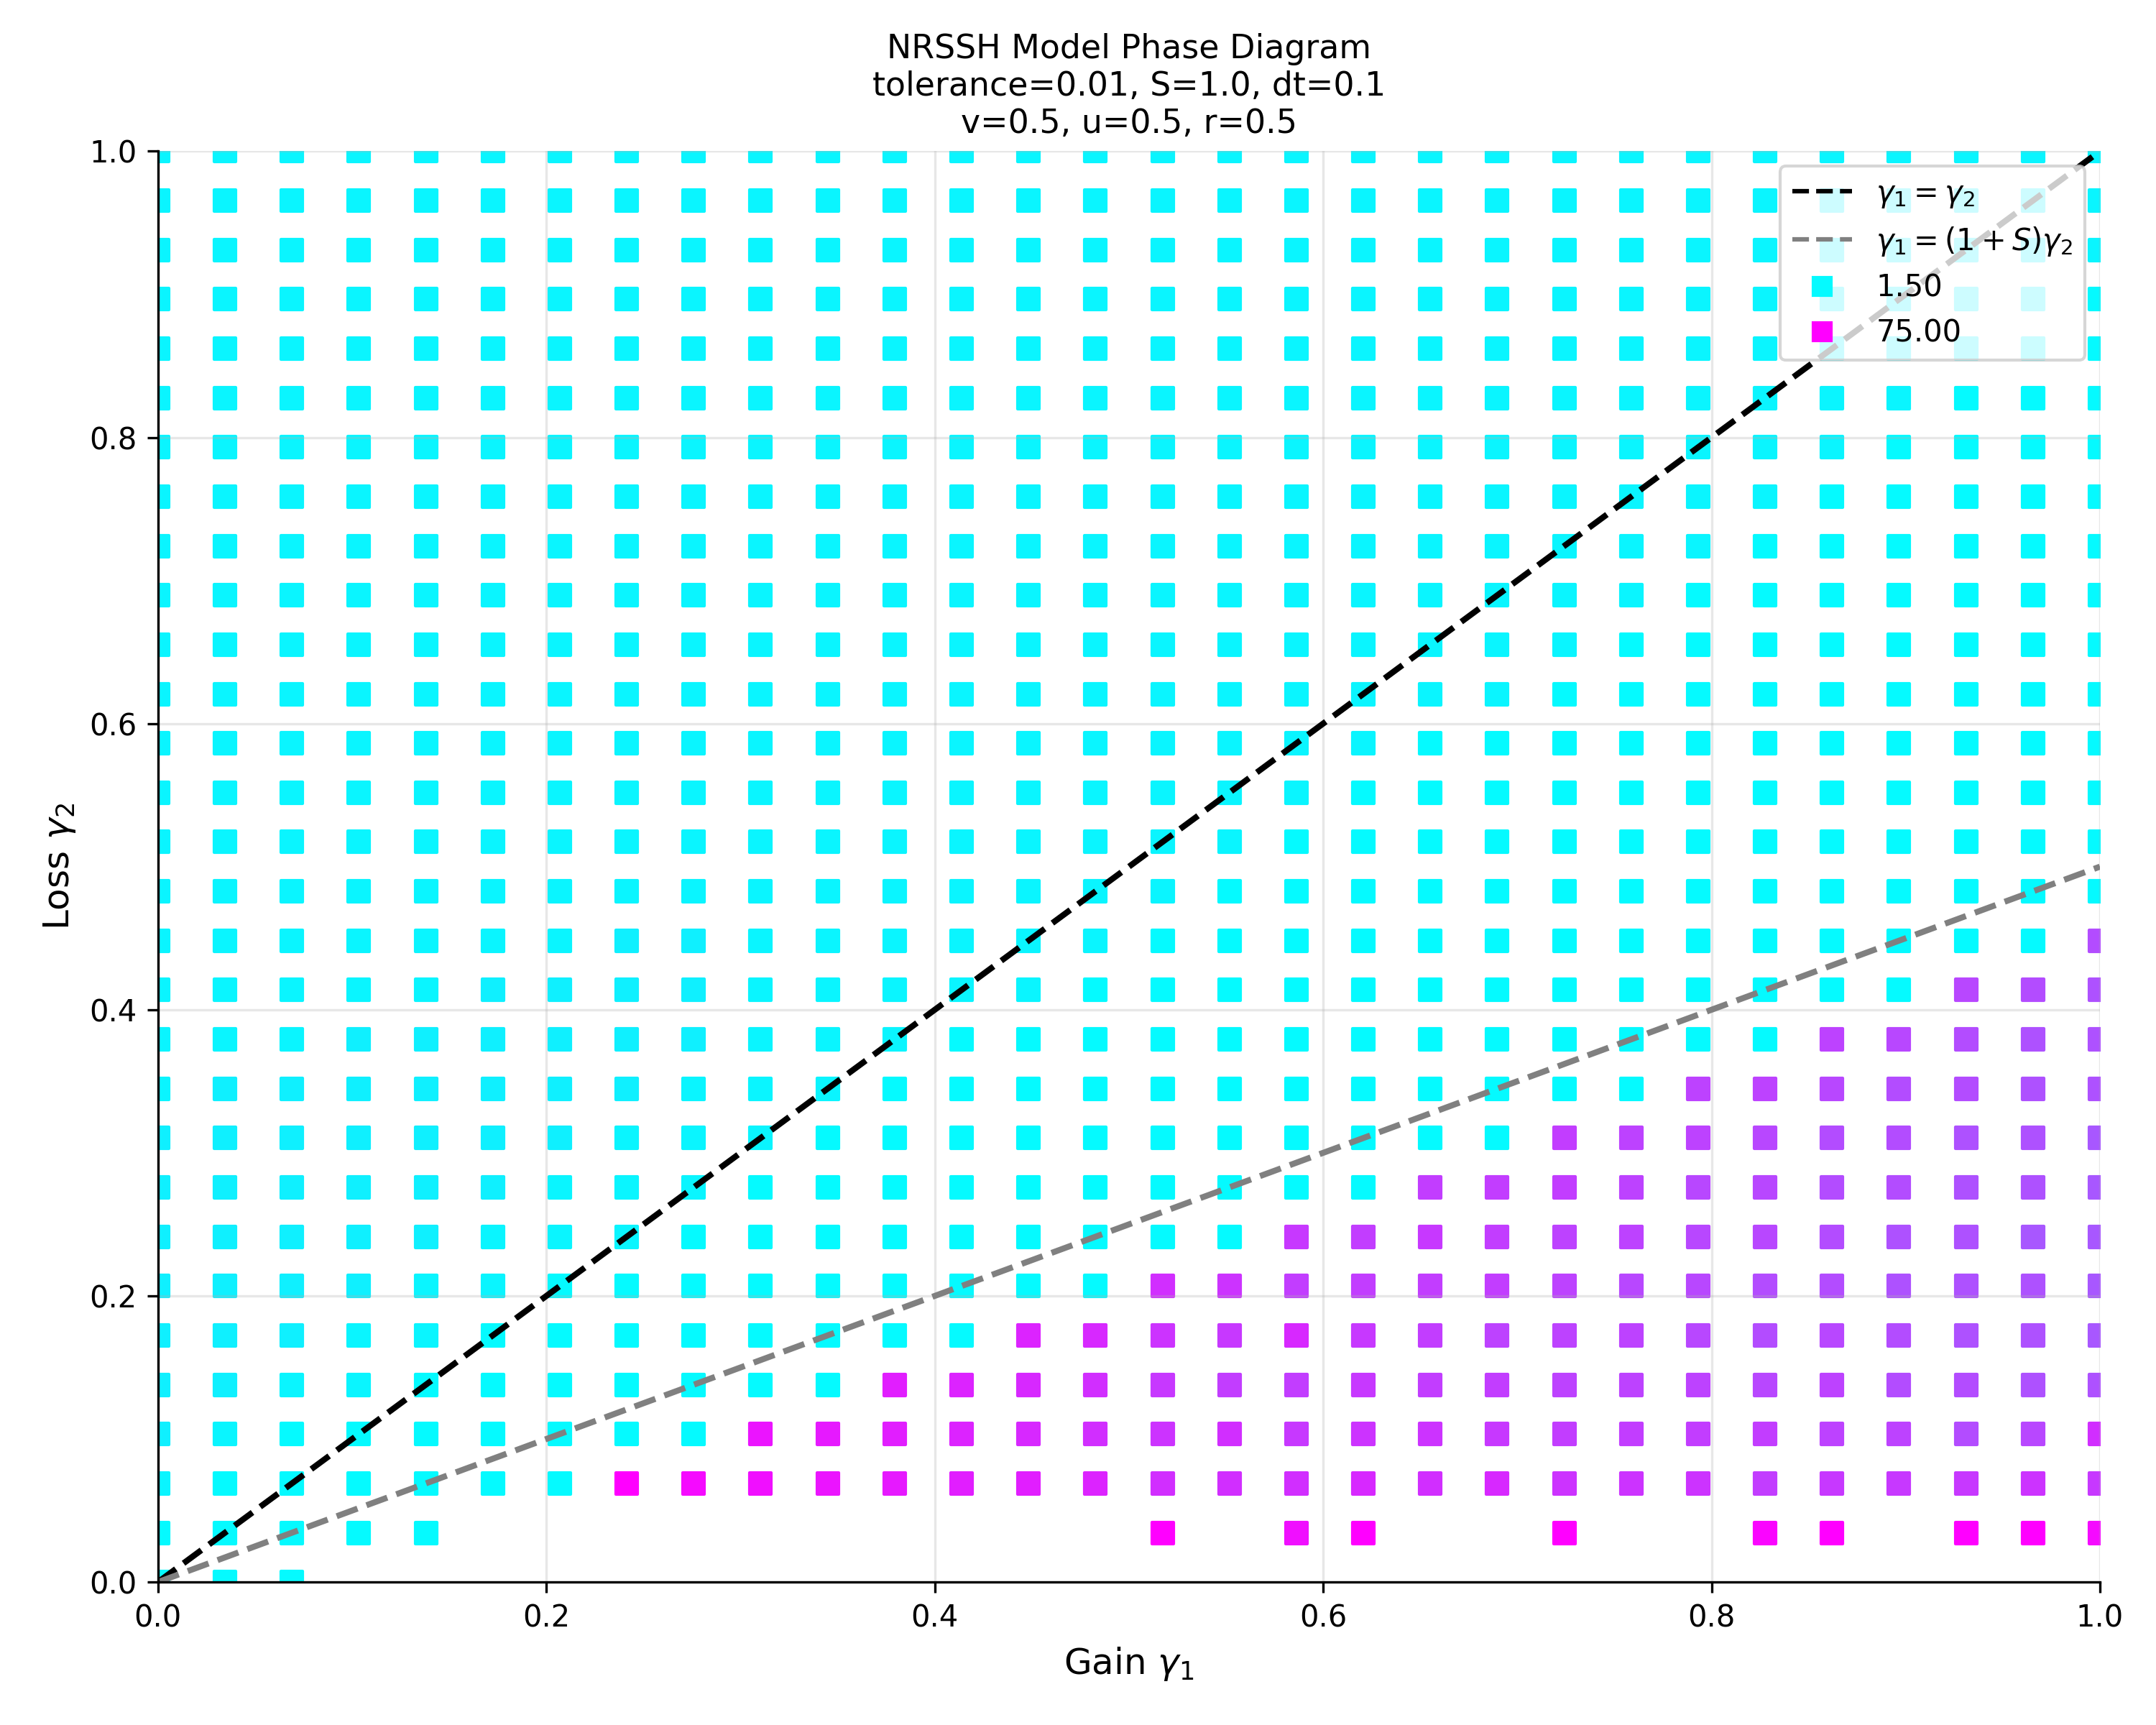 NRSSH Model Phase Diagram
tolerance=0.01, S=1.0, dt=0.1
v=0.5, u=0.5, r=0.5
γ₁ = γ₂
γ₁ = (1 + S)γ₂
1.50
75.00
1.0
0.8
0.6
0.4
0.2
0.0
Loss γ₂
0.0 0.2 0.4 0.6 0.8 1.0
Gain γ₁